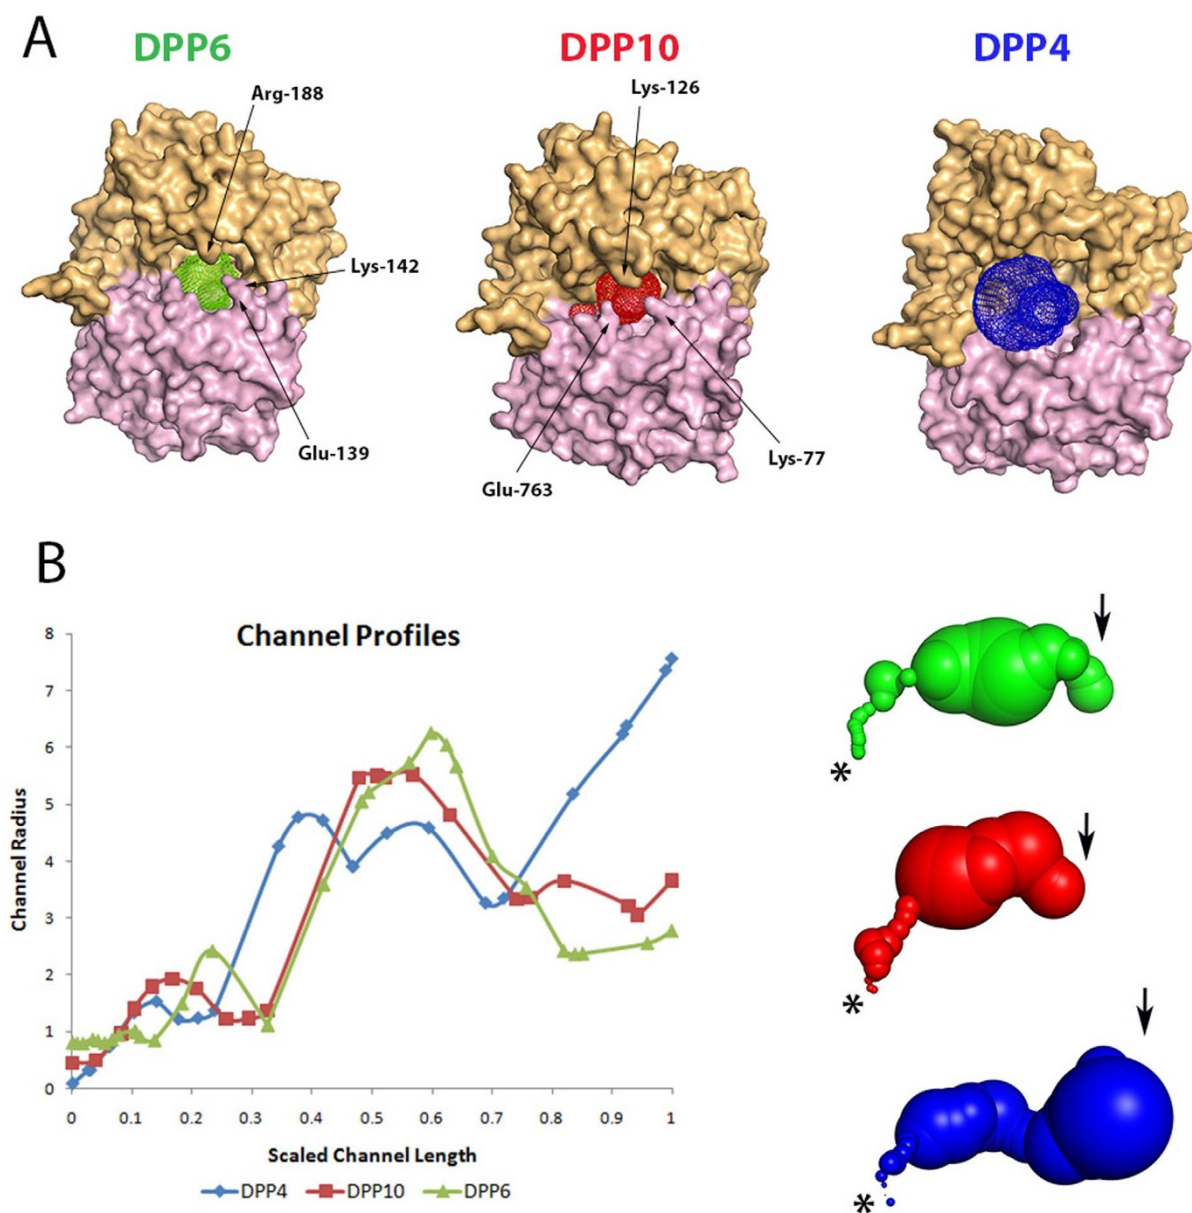 A
DPP6
DPP10
DPP4
Arg-188
Lys-126
Lys-142
Glu-139
Lys-77
Glu-763
B
Channel Profiles
8
7
6
5
4
3
2
1
0
Channel Radius
0 0.1 0.2 0.3 0.4 0.5 0.6 0.7 0.8 0.9 1
Scaled Channel Length
DPP4 DPP10 DPP6
*
*
*